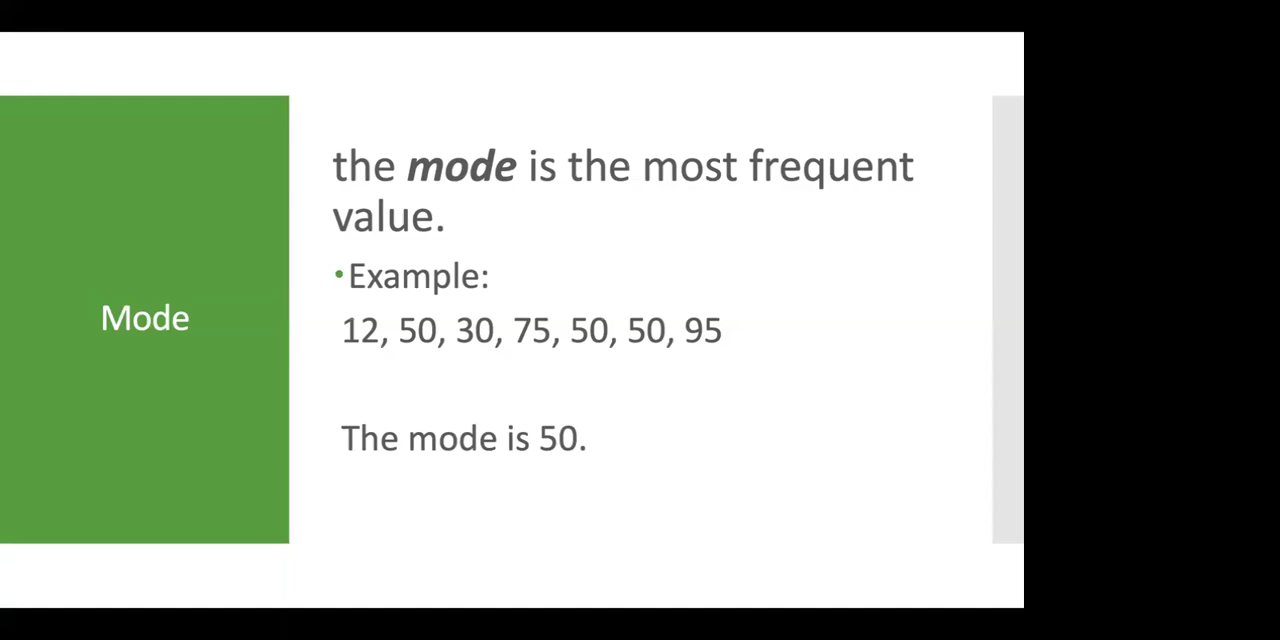 Mode
the mode is the most frequent
value.
•Example:
12, 50, 30, 75, 50, 50, 95
The mode is 50.